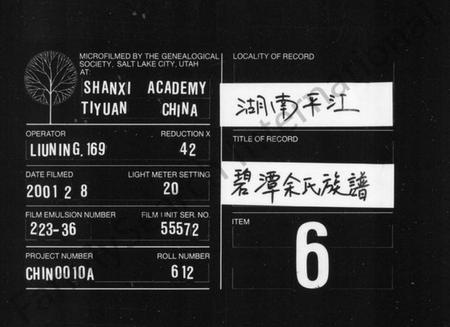 MICROFILMED BY THE GENEALOGICAL
SOCIETY, SALT LAKE CITY, UTAH
AT:
SHANXI ACADEMY
TIYUAN CHINA
OPERATOR REDUCTION X
LIUNING.169 42
DATE FILMED LIGHT METER SETTING
2001 2 8 20
FILM EMULSION NUMBER FILM UNIT SER. NO.
223-36 55572
PROJECT NUMBER ROLL NUMBER
CHIN0010A 612
LOCALITY OF RECORD
湖南平江
TITLE OF RECORD
碧潭余氏族譜
ITEM
6